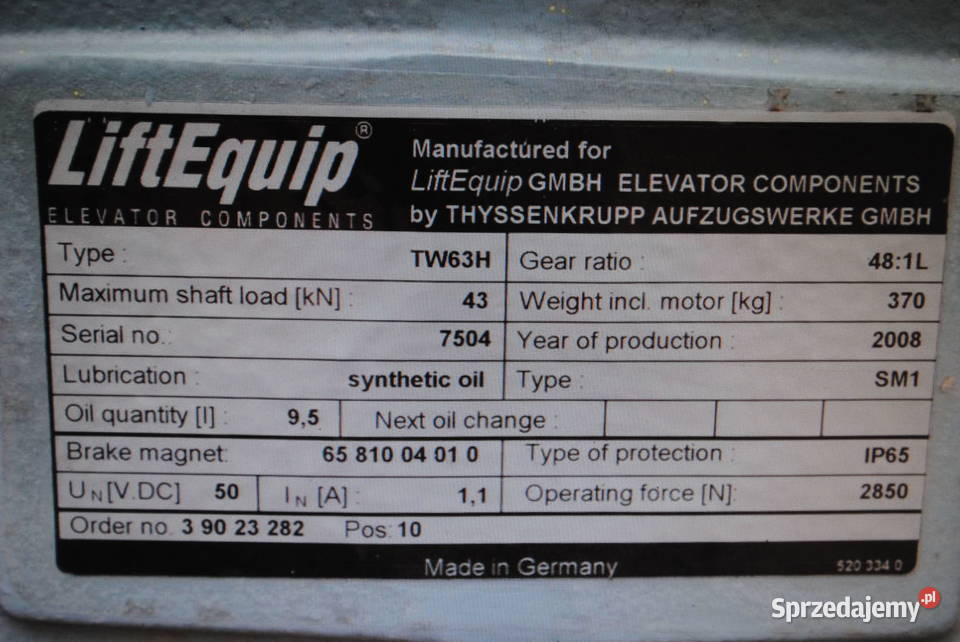 LiftEquip®
ELEVATOR COMPONENTS
Manufactured for
LiftEquip GMBH ELEVATOR COMPONENTS
by THYSSENKRUPP AUFZUGSWERKE GMBH
Type : TW63H Gear ratio : 48:1L
Maximum shaft load [kN] : 43 Weight incl. motor [kg] : 370
Serial no.: 7504 Year of production : 2008
Lubrication : synthetic oil Type : SM1
Oil quantity [l] : 9,5 Next oil change :
Brake magnet: 65 810 04 01 0 Type of protection : IP65
UN[V.DC] 50 IN [A] : 1,1 Operating force [N]: 2850
Order no. 3 90 23 282 Pos: 10
Made in Germany 520 334 0
Sprzedajemy.pl